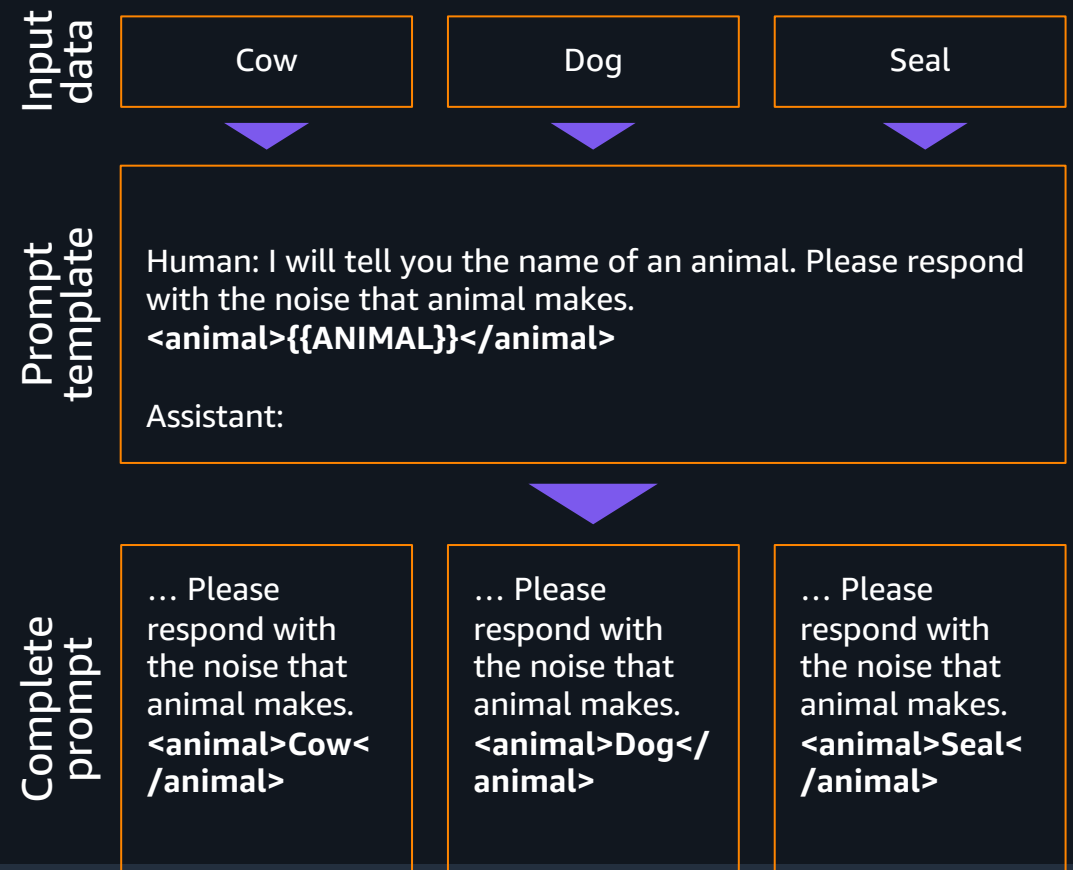 Input
data
Cow
Dog
Seal
Prompt
template
Human: I will tell you the name of an animal. Please respond
with the noise that animal makes.
<animal>{{ANIMAL}}</animal>
Assistant:
Complete
prompt
… Please
respond with
the noise that
animal makes.
<animal>Cow<
/animal>
… Please
respond with
the noise that
animal makes.
<animal>Dog</
animal>
… Please
respond with
the noise that
animal makes.
<animal>Seal<
/animal>